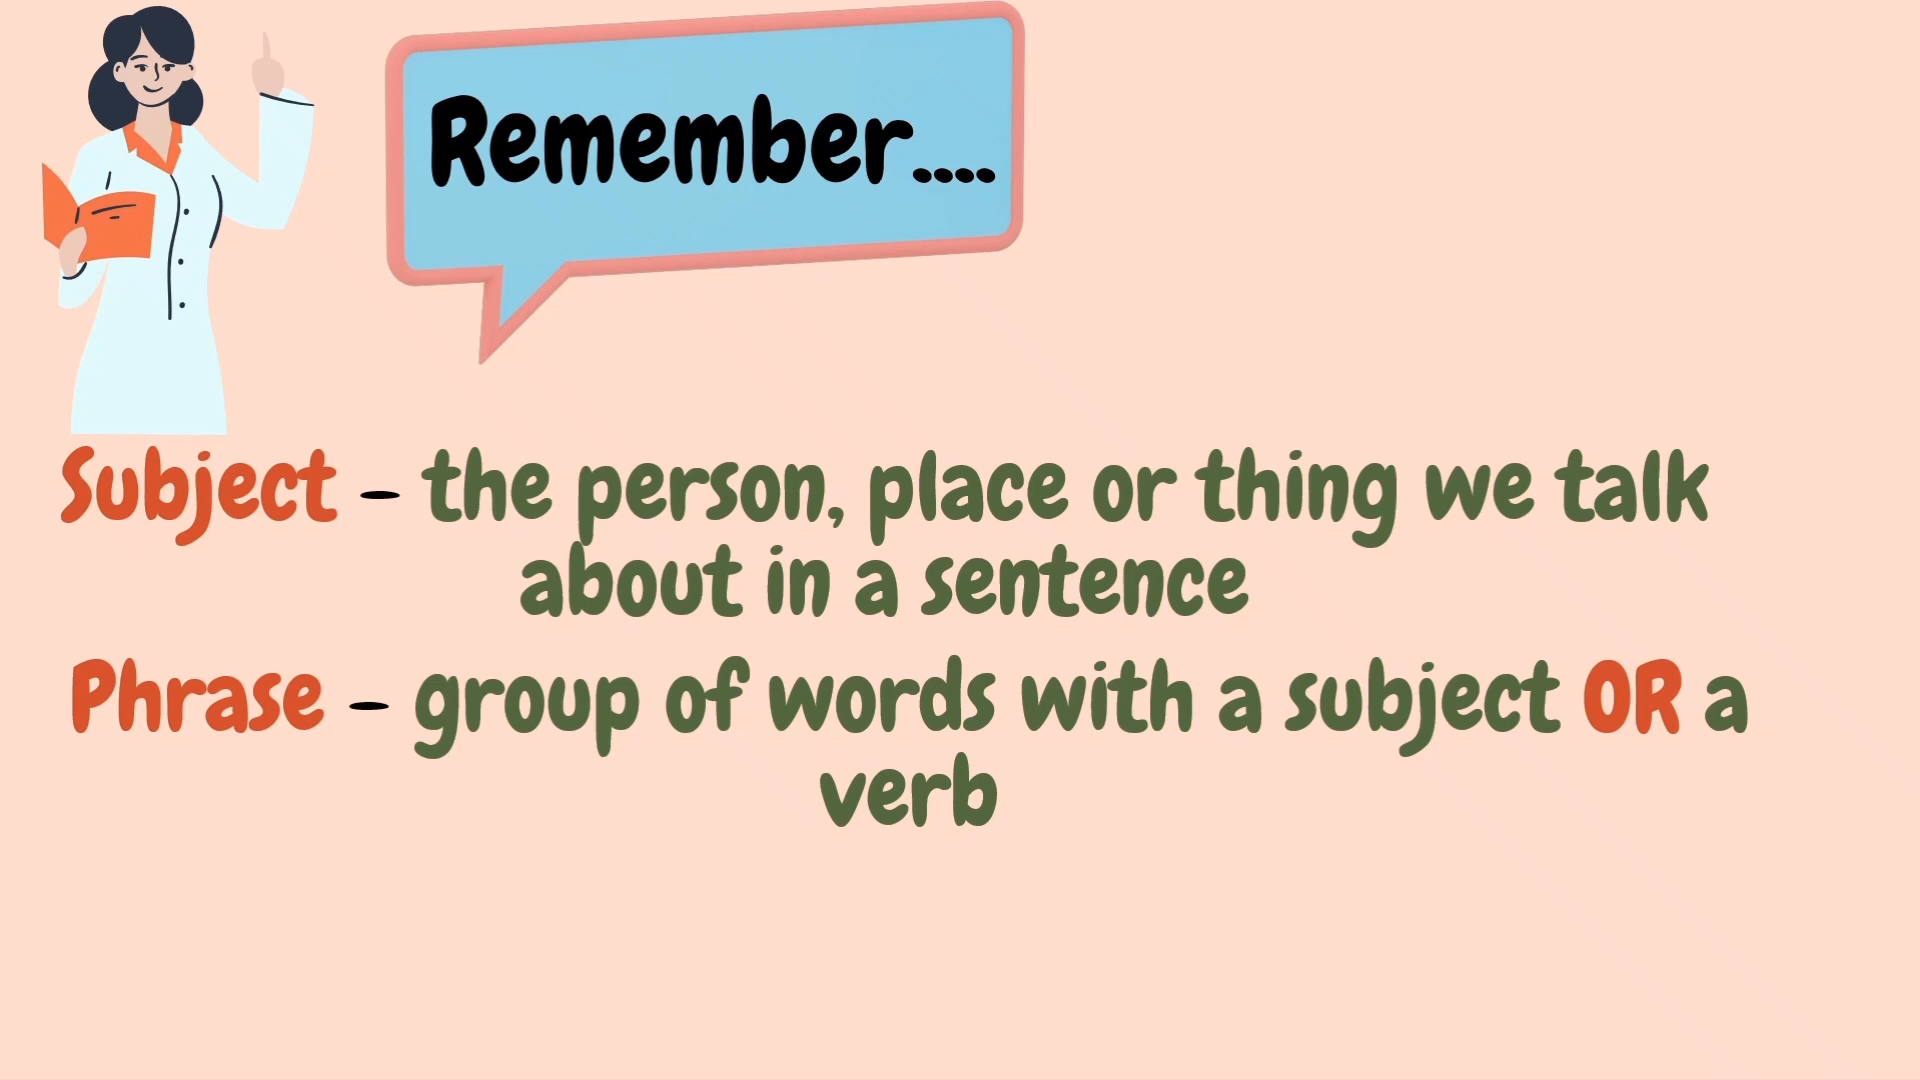 Remember....
Subject - the person, place or thing we talk
about in a sentence
Phrase - group of words with a subject OR a
verb